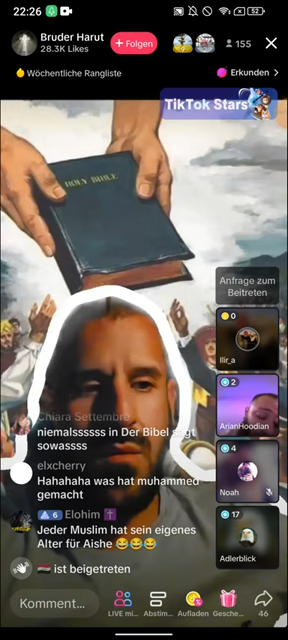 22:26
52
Bruder Harut
28.3K Likes
+ Folgen
155
Wöchentliche Rangliste
Erkunden >
TikTok Stars
HOLY BIBLE
Anfrage zum
Beitreten
0
Ilir_a
2
ArianHoodian
4
Noah
17
Adlerblick
Chiara Settembre
niemalssssss in Der Bibel sagt
sowassss
elxcherry
Hahahaha was hat muhammed
gemacht
6 Elohim
Jeder Muslim hat sein eigenes
Alter für Aishe 😂😂😂
ist beigetreten
Komment...
LIVE mi...
Abstim...
Aufladen
Gesche...
46